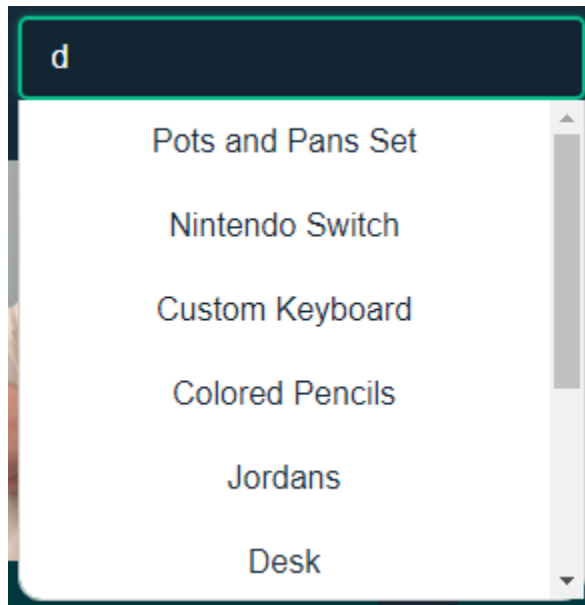 d
Pots and Pans Set
Nintendo Switch
Custom Keyboard
Colored Pencils
Jordans
Desk